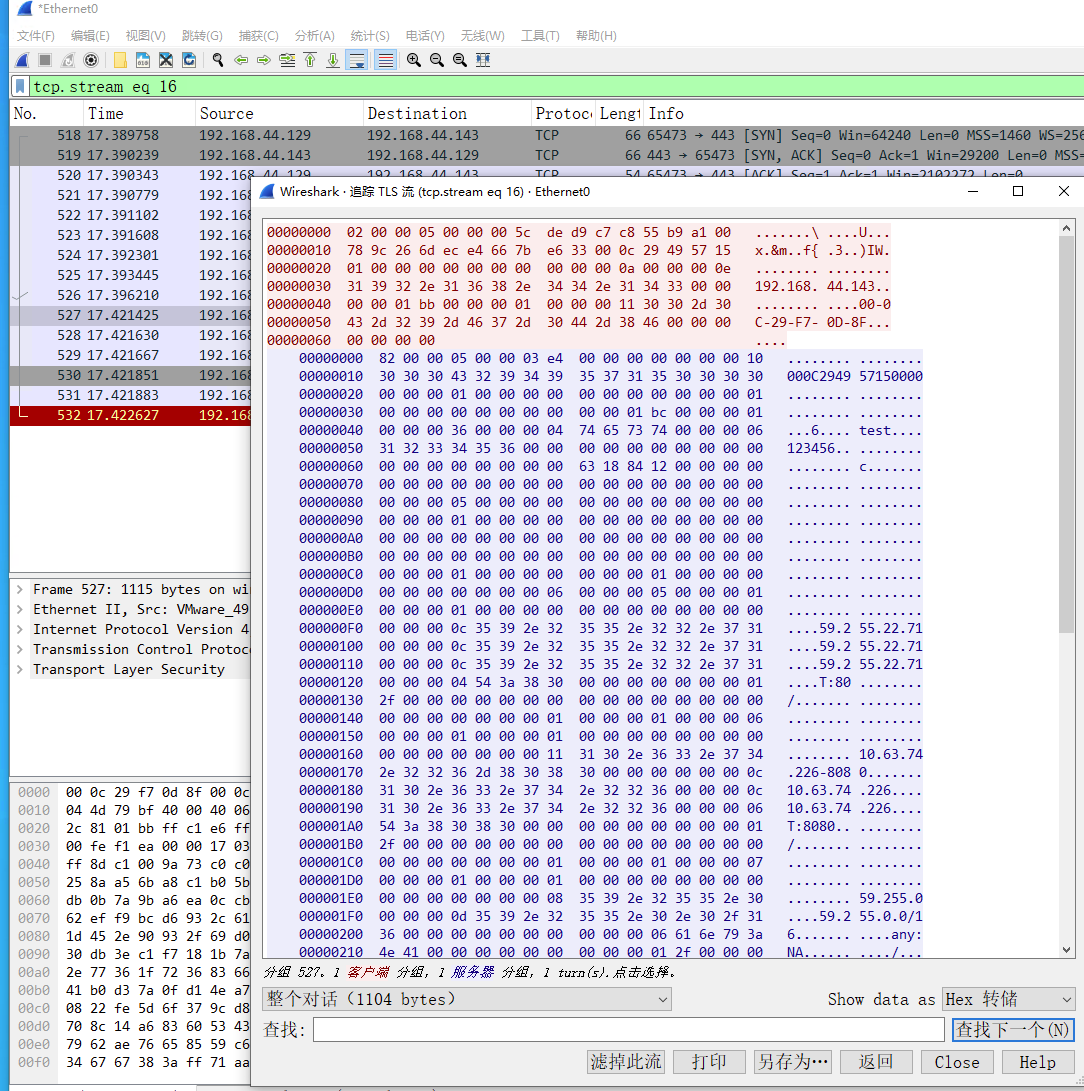 *Ethernet0
文件(F) 编辑(E) 视图(V) 跳转(G) 捕获(C) 分析(A) 统计(S) 电话(Y) 无线(W) 工具(T) 帮助(H)
tcp.stream eq 16
No. Time Source Destination Protoc Lengt Info
518 17.389758 192.168.44.129 192.168.44.143 TCP 66 65473 → 443 [SYN] Seq=0 Win=64240 Len=0 MSS=1460 WS=256
519 17.390239 192.168.44.143 192.168.44.129 TCP 66 443 → 65473 [SYN, ACK] Seq=0 Ack=1 Win=29200 Len=0 MSS=
520 17.390343 192.168.44.129 192.168.44.143 TCP 54 65473 → 443 [ACK] Seq=1 Ack=1 Win=2102272 Len=0
521 17.390779 192.168
522 17.391102 192.168
523 17.391608 192.168
524 17.392301 192.168
525 17.393445 192.168
526 17.396210 192.168
527 17.421425 192.168
528 17.421630 192.168
529 17.421667 192.168
530 17.421851 192.168
531 17.421883 192.168
532 17.422627 192.168
Frame 527: 1115 bytes on wi
Ethernet II, Src: VMware_49
Internet Protocol Version 4
Transmission Control Protoc
Transport Layer Security
0000 00 0c 29 f7 0d 8f 00 0c
0010 04 4d 79 bf 40 00 40 06
0020 2c 81 01 bb ff c1 e6 ff
0030 00 fe f1 ea 00 00 17 03
0040 ff 8d c1 00 9a 73 c0 c0
0050 25 8a a5 6b a8 c1 b0 5b
0060 db 0b 7a 9b a6 ea 0c cb
0070 62 ef f9 bc d6 93 2c 61
0080 1d 45 2e 90 93 2f 69 d0
0090 30 db 3e c1 f7 18 1b 7a
00a0 2e 77 36 1f 72 36 83 66
00b0 41 b0 d3 7a 0f d1 4e a7
00c0 08 22 fe 5d 6f 37 9c d8
00d0 70 8c 14 a6 83 60 53 43
00e0 79 62 ae 76 65 85 59 c6
00f0 34 67 67 38 3a ff 71 aa
Wireshark · 追踪 TLS 流 (tcp.stream eq 16) · Ethernet0
00000000 02 00 00 05 00 00 00 5c de d9 c7 c8 55 b9 a1 00 .......\ ....U...
00000010 78 9c 26 6d ec e4 66 7b e6 33 00 0c 29 49 57 15 x.&m..f{ .3..)IW.
00000020 01 00 00 00 00 00 00 00 00 00 0a 00 00 00 0e ........ ........
00000030 31 39 32 2e 31 36 38 2e 34 34 2e 31 34 33 00 00 192.168. 44.143..
00000040 00 00 01 bb 00 00 00 01 00 00 00 11 30 30 2d 30 ........ ....00-0
00000050 43 2d 32 39 2d 46 37 2d 30 44 2d 38 46 00 00 00 C-29-F7- 0D-8F...
00000060 00 00 00 00 ....
00000000 82 00 00 05 00 00 03 e4 00 00 00 00 00 00 00 10 ........ ........
00000010 30 30 30 43 32 39 34 39 35 37 31 35 30 30 30 30 000C2949 57150000
00000020 00 00 00 01 00 00 00 00 00 00 00 00 00 00 00 01 ........ ........
00000030 00 00 00 00 00 00 00 00 00 00 01 bc 00 00 00 01 ........ ........
00000040 00 00 00 36 00 00 00 04 74 65 73 74 00 00 00 06 ...6.... test....
00000050 31 32 33 34 35 36 00 00 00 00 00 00 00 00 00 00 123456.. ........
00000060 00 00 00 00 00 00 00 00 63 18 84 12 00 00 00 00 ........ c.......
00000070 00 00 00 00 00 00 00 00 00 00 00 00 00 00 00 00 ........ ........
00000080 00 00 00 05 00 00 00 00 00 00 00 00 00 00 00 00 ........ ........
00000090 00 00 00 01 00 00 00 00 00 00 00 00 00 00 00 00 ........ ........
000000A0 00 00 00 00 00 00 00 00 00 00 00 00 00 00 00 00 ........ ........
000000B0 00 00 00 00 00 00 00 00 00 00 00 00 00 00 00 00 ........ ........
000000C0 00 00 00 01 00 00 00 00 00 00 00 01 00 00 00 00 ........ ........
000000D0 00 00 00 00 00 00 00 06 00 00 00 05 00 00 00 01 ........ ........
000000E0 00 00 00 01 00 00 00 00 00 00 00 00 00 00 00 00 ........ ........
000000F0 00 00 00 0c 35 39 2e 32 35 35 2e 32 32 2e 37 31 ....59.2 55.22.71
00000100 00 00 00 0c 35 39 2e 32 35 35 2e 32 32 2e 37 31 ....59.2 55.22.71
00000110 00 00 00 0c 35 39 2e 32 35 35 2e 32 32 2e 37 31 ....59.2 55.22.71
00000120 00 00 00 04 54 3a 38 30 00 00 00 00 00 00 00 01 ....T:80 ........
00000130 2f 00 00 00 00 00 00 00 00 00 00 00 00 00 00 00 /....... ........
00000140 00 00 00 00 00 00 00 01 00 00 00 01 00 00 00 06 ........ ........
00000150 00 00 00 01 00 00 00 01 00 00 00 00 00 00 00 00 ........ ........
00000160 00 00 00 00 00 00 00 11 31 30 2e 36 33 2e 37 34 ........ 10.63.74
00000170 2e 32 32 36 2d 38 30 38 30 00 00 00 00 00 00 0c .226-808 0.......
00000180 31 30 2e 36 33 2e 37 34 2e 32 32 36 00 00 00 0c 10.63.74 .226....
00000190 31 30 2e 36 33 2e 37 34 2e 32 32 36 00 00 00 06 10.63.74 .226....
000001A0 54 3a 38 30 38 30 00 00 00 00 00 00 00 00 00 01 T:8080.. ........
000001B0 2f 00 00 00 00 00 00 00 00 00 00 00 00 00 00 00 /....... ........
000001C0 00 00 00 00 00 00 00 01 00 00 00 01 00 00 00 07 ........ ........
000001D0 00 00 00 01 00 00 00 01 00 00 00 00 00 00 00 00 ........ ........
000001E0 00 00 00 00 00 00 00 08 35 39 2e 32 35 35 2e 30 ........ 59.255.0
000001F0 00 00 00 0d 35 39 2e 32 35 35 2e 30 2e 30 2f 31 ....59.2 55.0.0/1
00000200 36 00 00 00 00 00 00 00 00 00 06 61 6e 79 3a 6....... ....any:
00000210 4e 41 00 00 00 00 00 00 00 00 01 2f 00 00 00 NA...... ..../...
分组 527。1 客户端 分组, 1 服务器 分组, 1 turn(s).点击选择。
整个对话（1104 bytes） Show data as Hex 转储
查找: 查找下一个(N)
滤掉此流 打印 另存为… 返回 Close Help